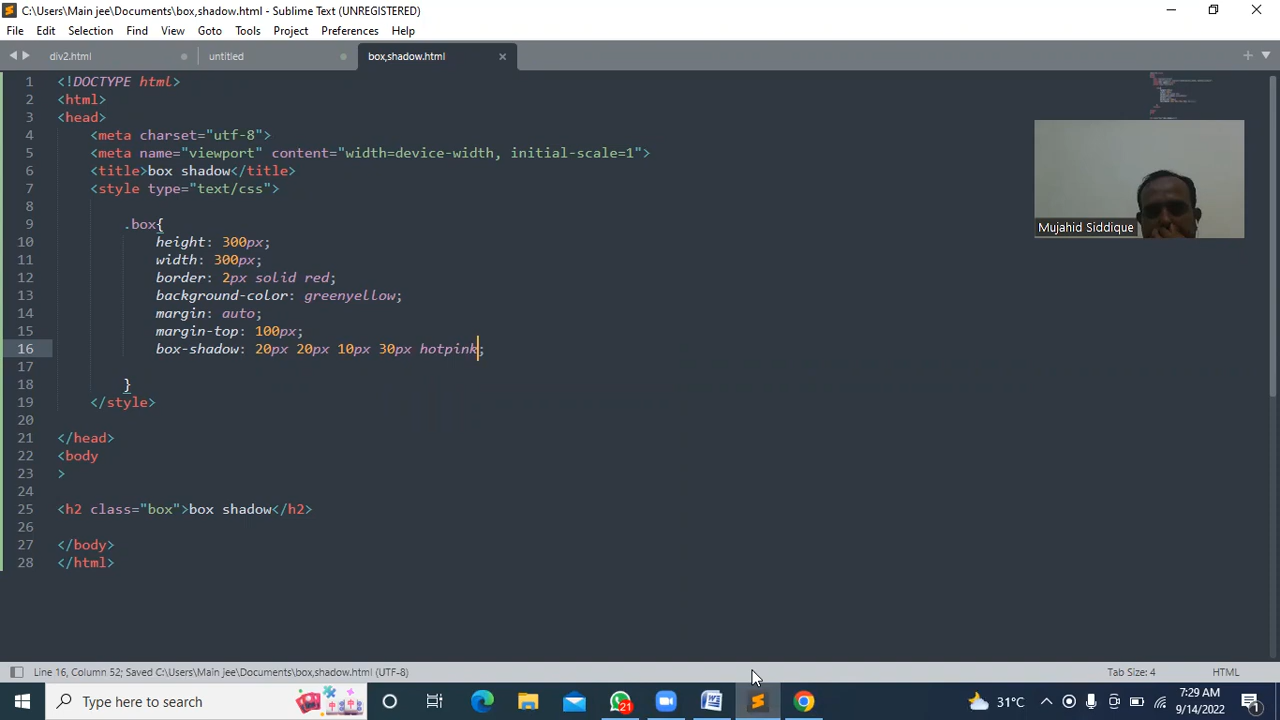 C:\Users\Main jee\Documents\box,shadow.html - Sublime Text (UNREGISTERED)
File Edit Selection Find View Goto Tools Project Preferences Help
div2.html untitled box,shadow.html
1 <!DOCTYPE html>
2 <html>
3 <head>
4 <meta charset="utf-8">
5 <meta name="viewport" content="width=device-width, initial-scale=1">
6 <title>box shadow</title>
7 <style type="text/css">
8
9 .box{
10 height: 300px;
11 width: 300px;
12 border: 2px solid red;
13 background-color: greenyellow;
14 margin: auto;
15 margin-top: 100px;
16 box-shadow: 20px 20px 10px 30px hotpink;
17
18 }
19 </style>
20
21 </head>
22 <body
23 >
24
25 <h2 class="box">box shadow</h2>
26
27 </body>
28 </html>
Mujahid Siddique
Line 16, Column 52; Saved C:\Users\Main jee\Documents\box,shadow.html (UTF-8) Tab Size: 4 HTML
Type here to search 21 31°C 7:29 AM
9/14/2022 1